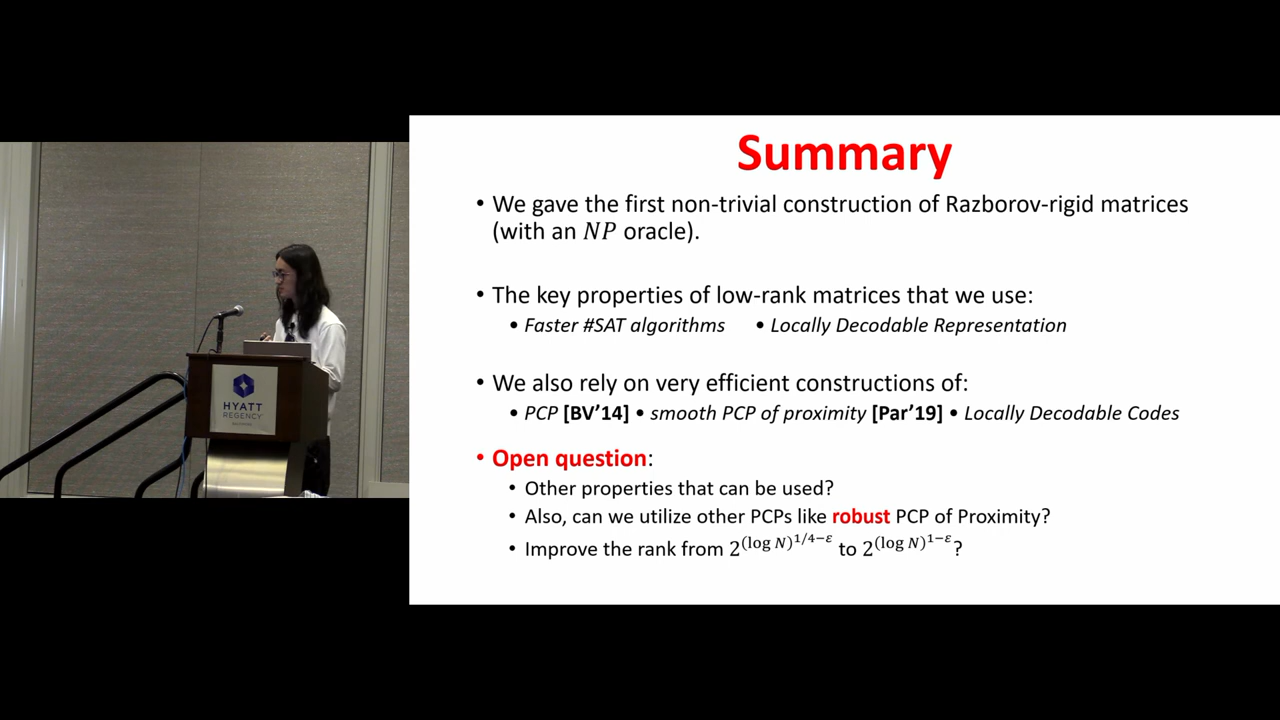 Summary
• We gave the first non-trivial construction of Razborov-rigid matrices
(with an NP oracle).
• The key properties of low-rank matrices that we use:
• Faster #SAT algorithms • Locally Decodable Representation
• We also rely on very efficient constructions of:
• PCP [BV’14] • smooth PCP of proximity [Par’19] • Locally Decodable Codes
• Open question:
• Other properties that can be used?
• Also, can we utilize other PCPs like robust PCP of Proximity?
• Improve the rank from 2^{(log N)^{1/4−ε}} to 2^{(log N)^{1−ε}}?
HYATT
REGENCY